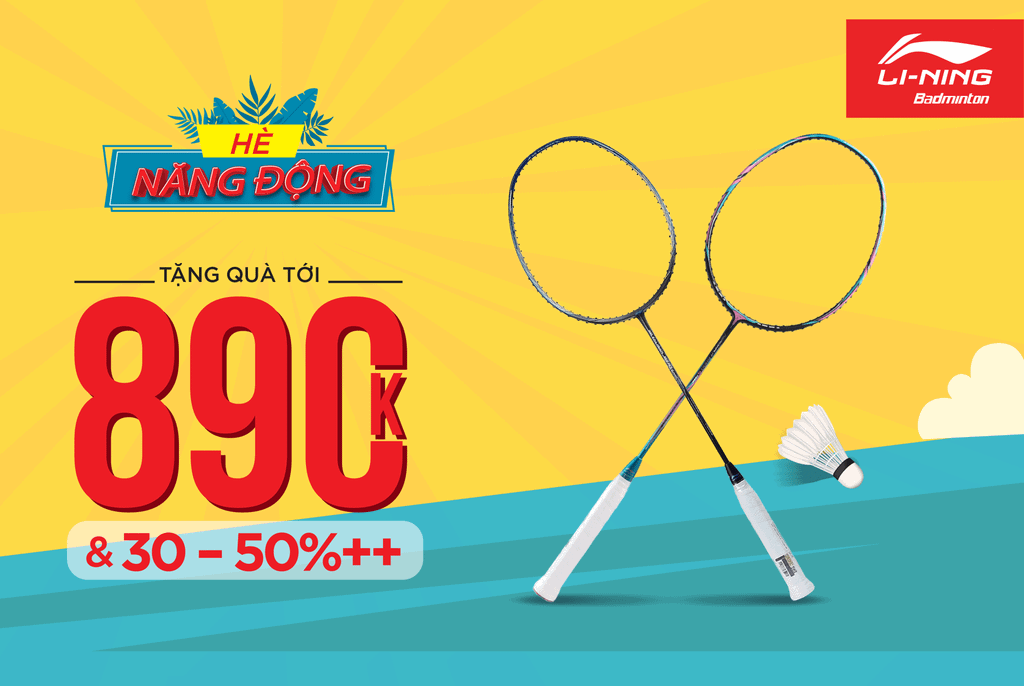 LI-NING
Badminton
HÈ
NĂNG ĐỘNG
TẶNG QUÀ TỚI
890K
& 30 – 50%++